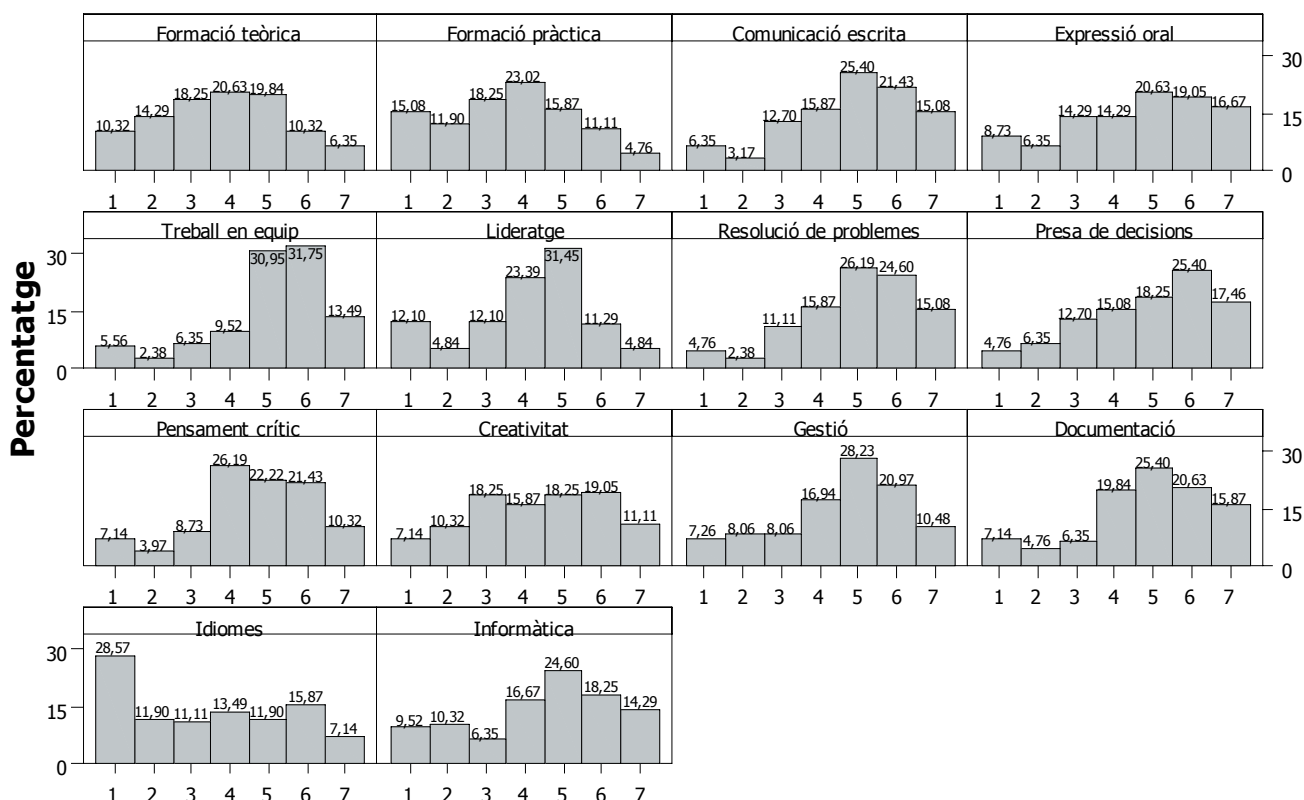 Formació teòrica Formació pràctica Comunicació escrita Expressió oral
10,32 14,29 18,25 20,63 19,84 10,32 6,35
15,08 11,90 18,25 23,02 15,87 11,11 4,76
6,35 3,17 12,70 15,87 25,40 21,43 15,08
8,73 6,35 14,29 14,29 20,63 19,05 16,67
30
15
0
1 2 3 4 5 6 7 1 2 3 4 5 6 7 1 2 3 4 5 6 7 1 2 3 4 5 6 7
Percentatge
Treball en equip Lideratge Resolució de problemes Presa de decisions
30
15
0
5,56 2,38 6,35 9,52 30,95 31,75 13,49
12,10 4,84 12,10 23,39 31,45 11,29 4,84
4,76 2,38 11,11 15,87 26,19 24,60 15,08
4,76 6,35 12,70 15,08 18,25 25,40 17,46
1 2 3 4 5 6 7 1 2 3 4 5 6 7 1 2 3 4 5 6 7 1 2 3 4 5 6 7
Pensament crític Creativitat Gestió Documentació
7,14 3,97 8,73 26,19 22,22 21,43 10,32
7,14 10,32 18,25 15,87 18,25 19,05 11,11
7,26 8,06 8,06 16,94 28,23 20,97 10,48
7,14 4,76 6,35 19,84 25,40 20,63 15,87
30
15
0
1 2 3 4 5 6 7 1 2 3 4 5 6 7 1 2 3 4 5 6 7 1 2 3 4 5 6 7
Idiomes Informàtica
30
15
0
28,57 11,90 11,11 13,49 11,90 15,87 7,14
9,52 10,32 6,35 16,67 24,60 18,25 14,29
1 2 3 4 5 6 7 1 2 3 4 5 6 7